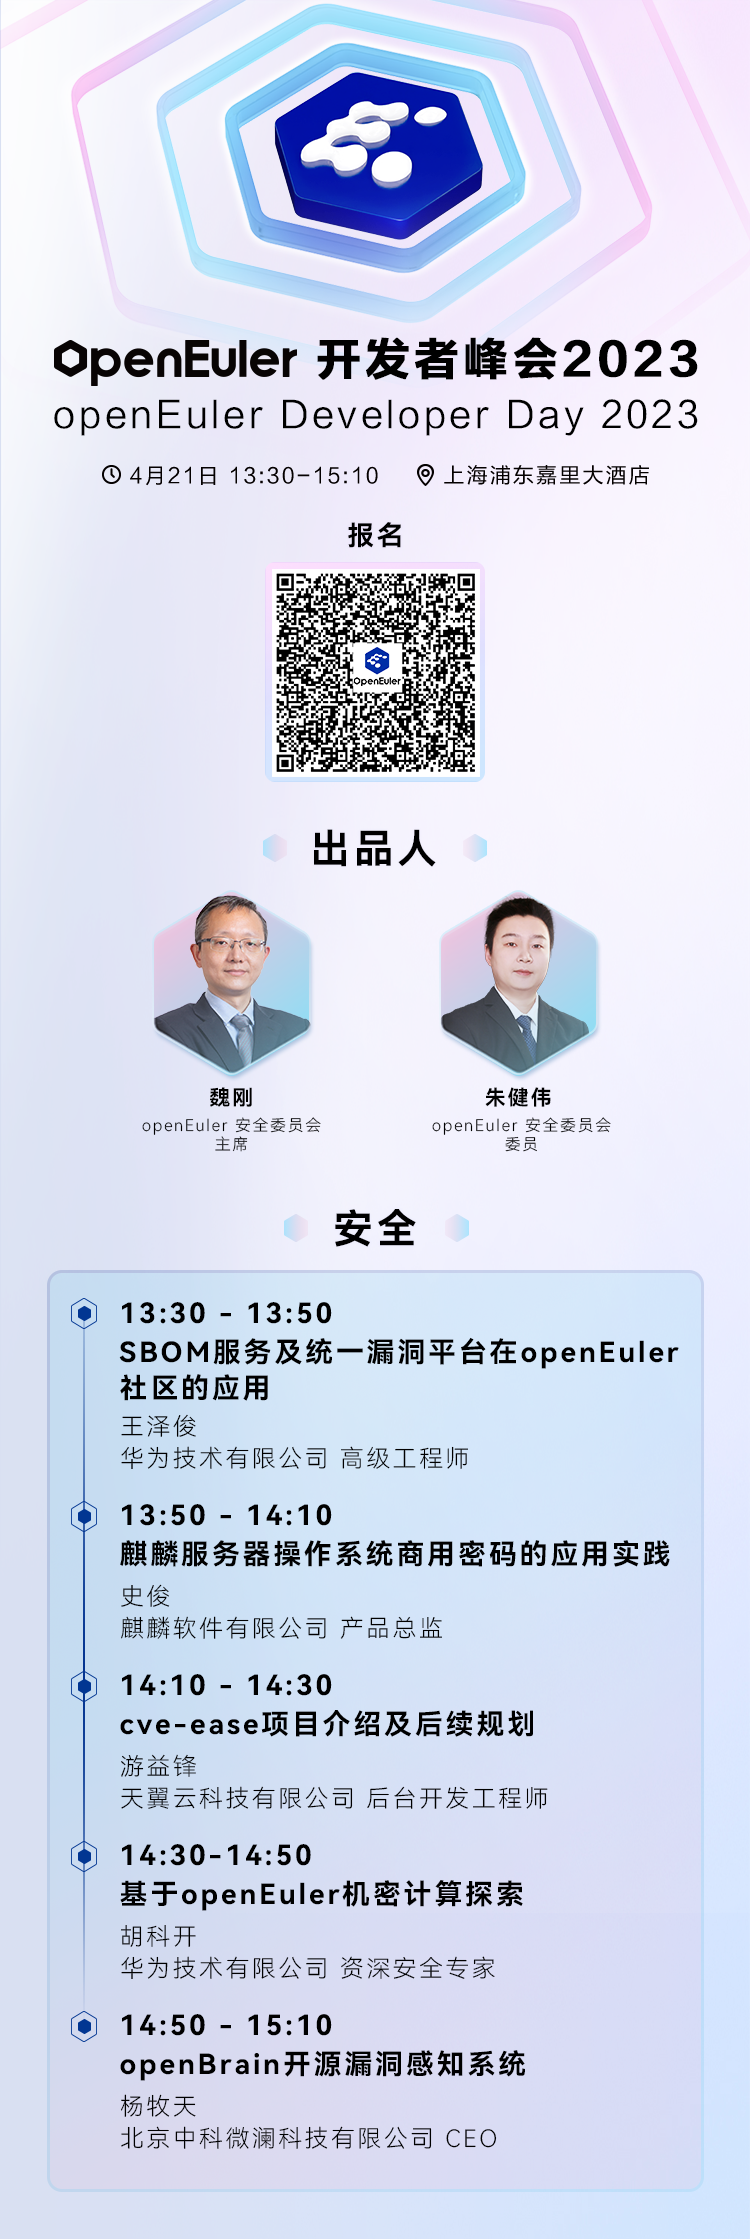 OpenEuler 开发者峰会2023
openEuler Developer Day 2023
4月21日 13:30-15:10 上海浦东嘉里大酒店
报名
OpenEuler
出品人
魏刚
openEuler 安全委员会
主席
朱健伟
openEuler 安全委员会
委员
安全
13:30 - 13:50
SBOM服务及统一漏洞平台在openEuler
社区的应用
王泽俊
华为技术有限公司 高级工程师
13:50 - 14:10
麒麟服务器操作系统商用密码的应用实践
史俊
麒麟软件有限公司 产品总监
14:10 - 14:30
cve-ease项目介绍及后续规划
游益锋
天翼云科技有限公司 后台开发工程师
14:30-14:50
基于openEuler机密计算探索
胡科开
华为技术有限公司 资深安全专家
14:50 - 15:10
openBrain开源漏洞感知系统
杨牧天
北京中科微澜科技有限公司 CEO